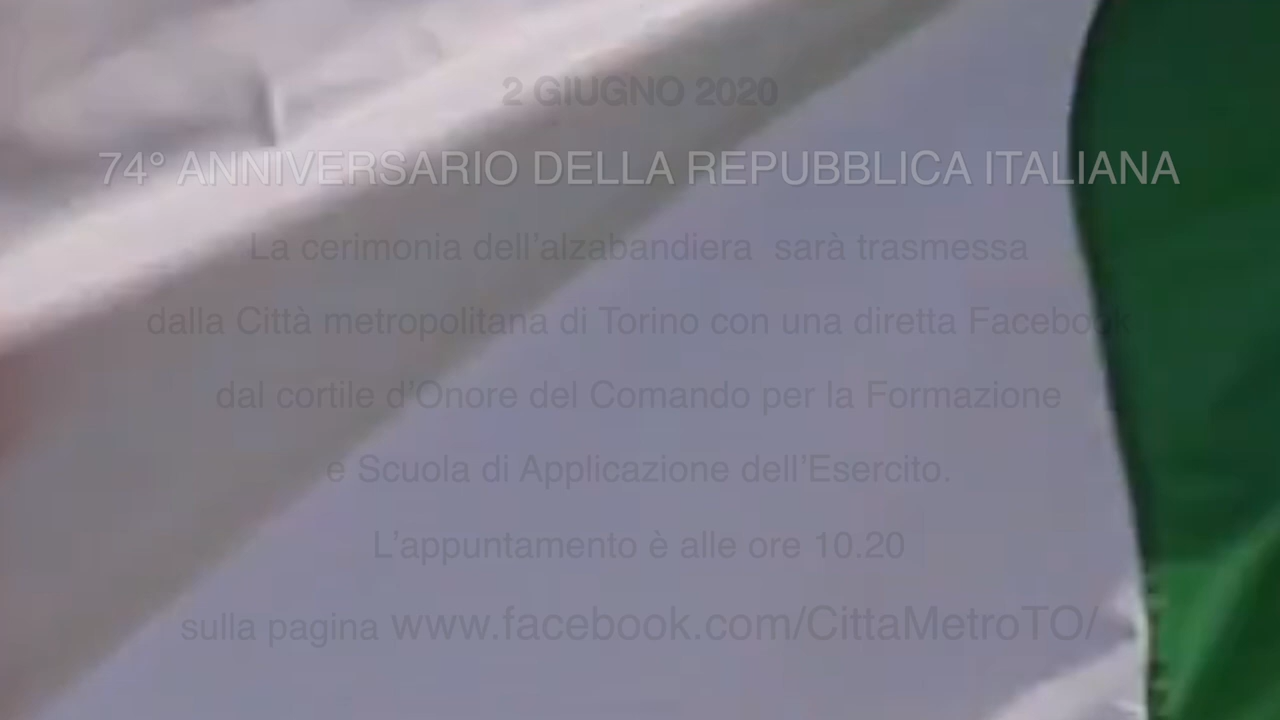 2 GIUGNO 2020
74° ANNIVERSARIO DELLA REPUBBLICA ITALIANA
La cerimonia dell’alzabandiera sarà trasmessa
dalla Città metropolitana di Torino con una diretta Facebook
dal cortile d’Onore del Comando per la Formazione
e Scuola di Applicazione dell’Esercito.
L’appuntamento è alle ore 10.20
sulla pagina www.facebook.com/CittaMetroTO/